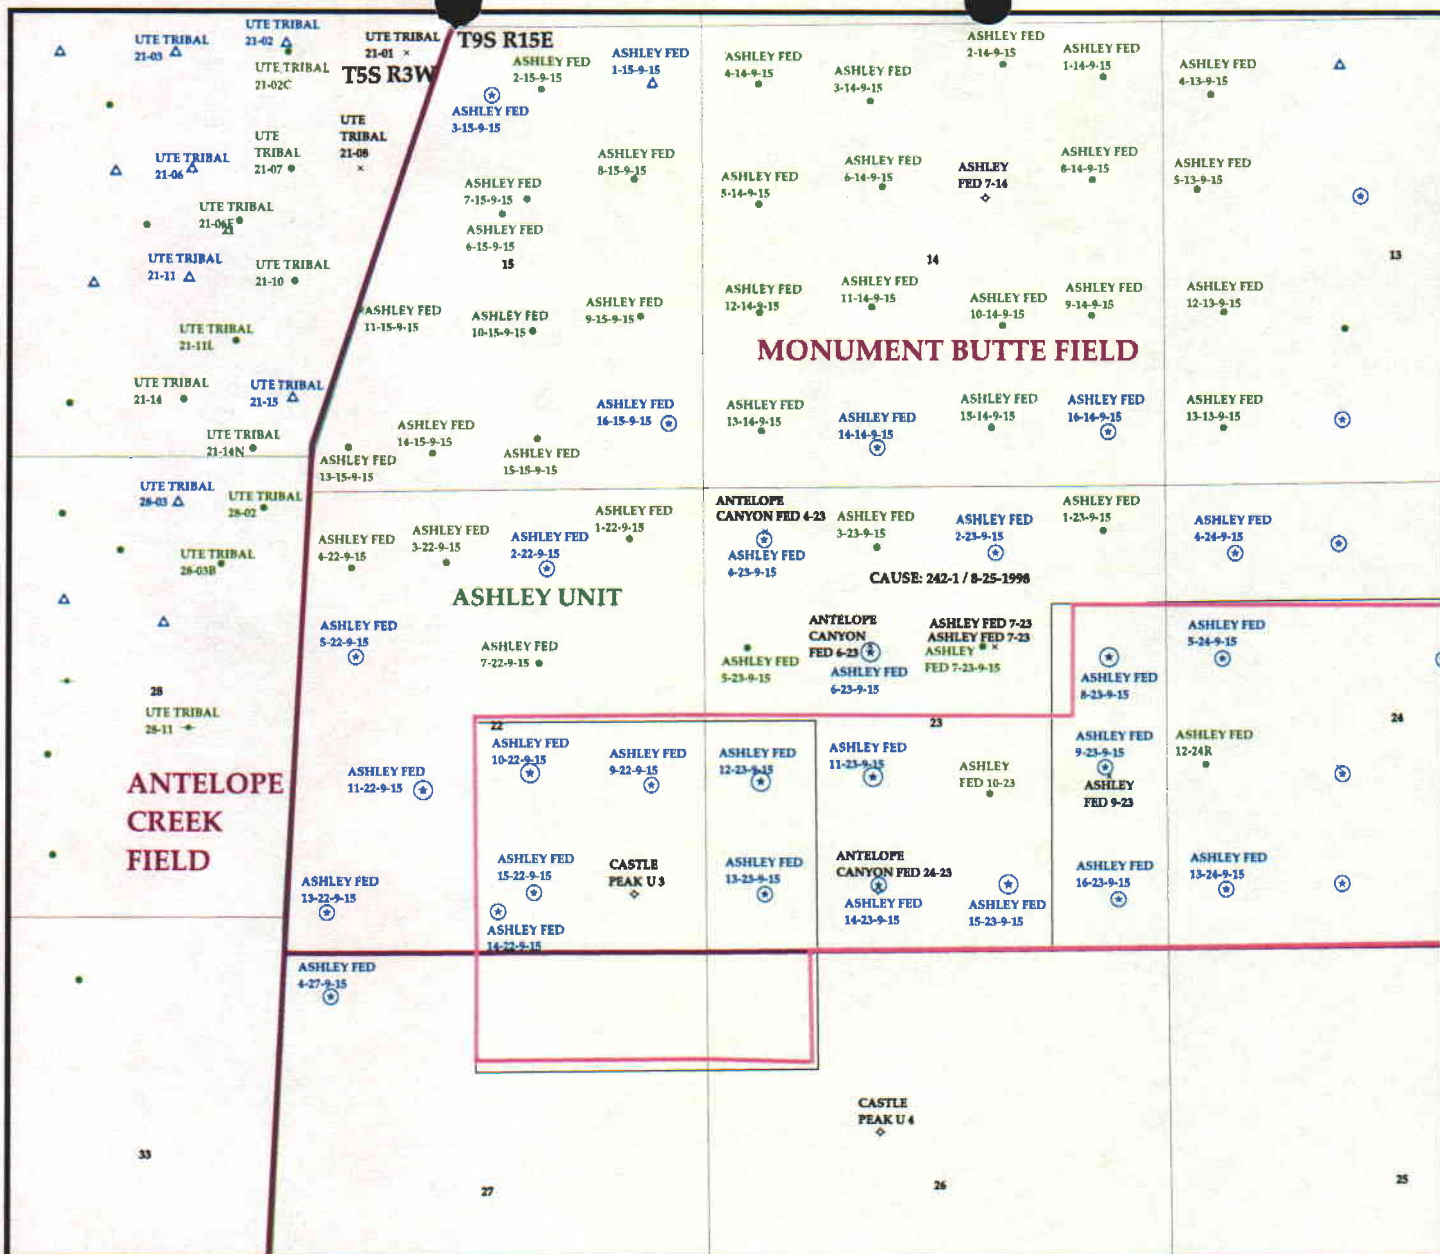 UTE TRIBAL
21-03
UTE TRIBAL
21-02
UTE TRIBAL
21-02C
UTE TRIBAL
21-01
T5S R3W
T9S R15E
ASHLEY FED
2-15-9-15
ASHLEY FED
1-15-9-15
ASHLEY FED
3-15-9-15
ASHLEY FED
4-14-9-15
ASHLEY FED
3-14-9-15
ASHLEY FED
2-14-9-15
ASHLEY FED
1-14-9-15
ASHLEY FED
4-13-9-15
UTE
TRIBAL
21-08
UTE TRIBAL
21-06
UTE
TRIBAL
21-07
ASHLEY FED
8-15-9-15
ASHLEY FED
7-15-9-15
ASHLEY FED
6-15-9-15
15
ASHLEY FED
5-14-9-15
ASHLEY FED
6-14-9-15
ASHLEY
FED 7-14
ASHLEY FED
8-14-9-15
ASHLEY FED
5-13-9-15
UTE TRIBAL
UTE TRIBAL
21-11
UTE TRIBAL
21-10
14
13
ASHLEY FED
11-15-9-15
ASHLEY FED
10-15-9-15
ASHLEY FED
9-15-9-15
ASHLEY FED
12-14-9-15
ASHLEY FED
11-14-9-15
ASHLEY FED
10-14-9-15
ASHLEY FED
9-14-9-15
ASHLEY FED
12-13-9-15
UTE TRIBAL
21-11L
MONUMENT BUTTE FIELD
UTE TRIBAL
21-14
UTE TRIBAL
21-15
ASHLEY FED
16-15-9-15
ASHLEY FED
13-14-9-15
ASHLEY FED
14-14-9-15
ASHLEY FED
15-14-9-15
ASHLEY FED
16-14-9-15
ASHLEY FED
13-13-9-15
UTE TRIBAL
21-14N
ASHLEY FED
13-15-9-15
ASHLEY FED
14-15-9-15
ASHLEY FED
15-15-9-15
UTE TRIBAL
28-03
UTE TRIBAL
28-02
UTE TRIBAL
28-03B
ASHLEY FED
4-22-9-15
ASHLEY FED
3-22-9-15
ASHLEY FED
2-22-9-15
ASHLEY FED
1-22-9-15
ANTELOPE
CANYON FED 4-23
ASHLEY FED
4-23-9-15
ASHLEY FED
3-23-9-15
ASHLEY FED
2-23-9-15
ASHLEY FED
1-23-9-15
ASHLEY FED
4-24-9-15
CAUSE: 242-1 / 8-25-1998
ASHLEY UNIT
ASHLEY FED
5-22-9-15
ASHLEY FED
7-22-9-15
ASHLEY FED
5-23-9-15
ANTELOPE
CANYON
FED 6-23
ASHLEY FED
6-23-9-15
ASHLEY FED 7-23
ASHLEY FED 7-23
ASHLEY
FED 7-23-9-15
ASHLEY FED
8-23-9-15
ASHLEY FED
5-24-9-15
28
UTE TRIBAL
28-11
22
23
24
ANTELOPE
CREEK
FIELD
ASHLEY FED
11-22-9-15
ASHLEY FED
10-22-9-15
ASHLEY FED
9-22-9-15
ASHLEY FED
12-23-9-15
ASHLEY FED
11-23-9-15
ASHLEY
FED 10-23
ASHLEY FED
9-23-9-15
ASHLEY
FED 9-23
ASHLEY FED
12-24R
ASHLEY FED
13-22-9-15
ASHLEY FED
15-22-9-15
ASHLEY FED
14-22-9-15
CASTLE
PEAK U 3
ASHLEY FED
13-23-9-15
ANTELOPE
CANYON FED 24-23
ASHLEY FED
14-23-9-15
ASHLEY FED
15-23-9-15
ASHLEY FED
16-23-9-15
ASHLEY FED
13-24-9-15
ASHLEY FED
4-27-9-15
CASTLE
PEAK U 4
33
27
26
25